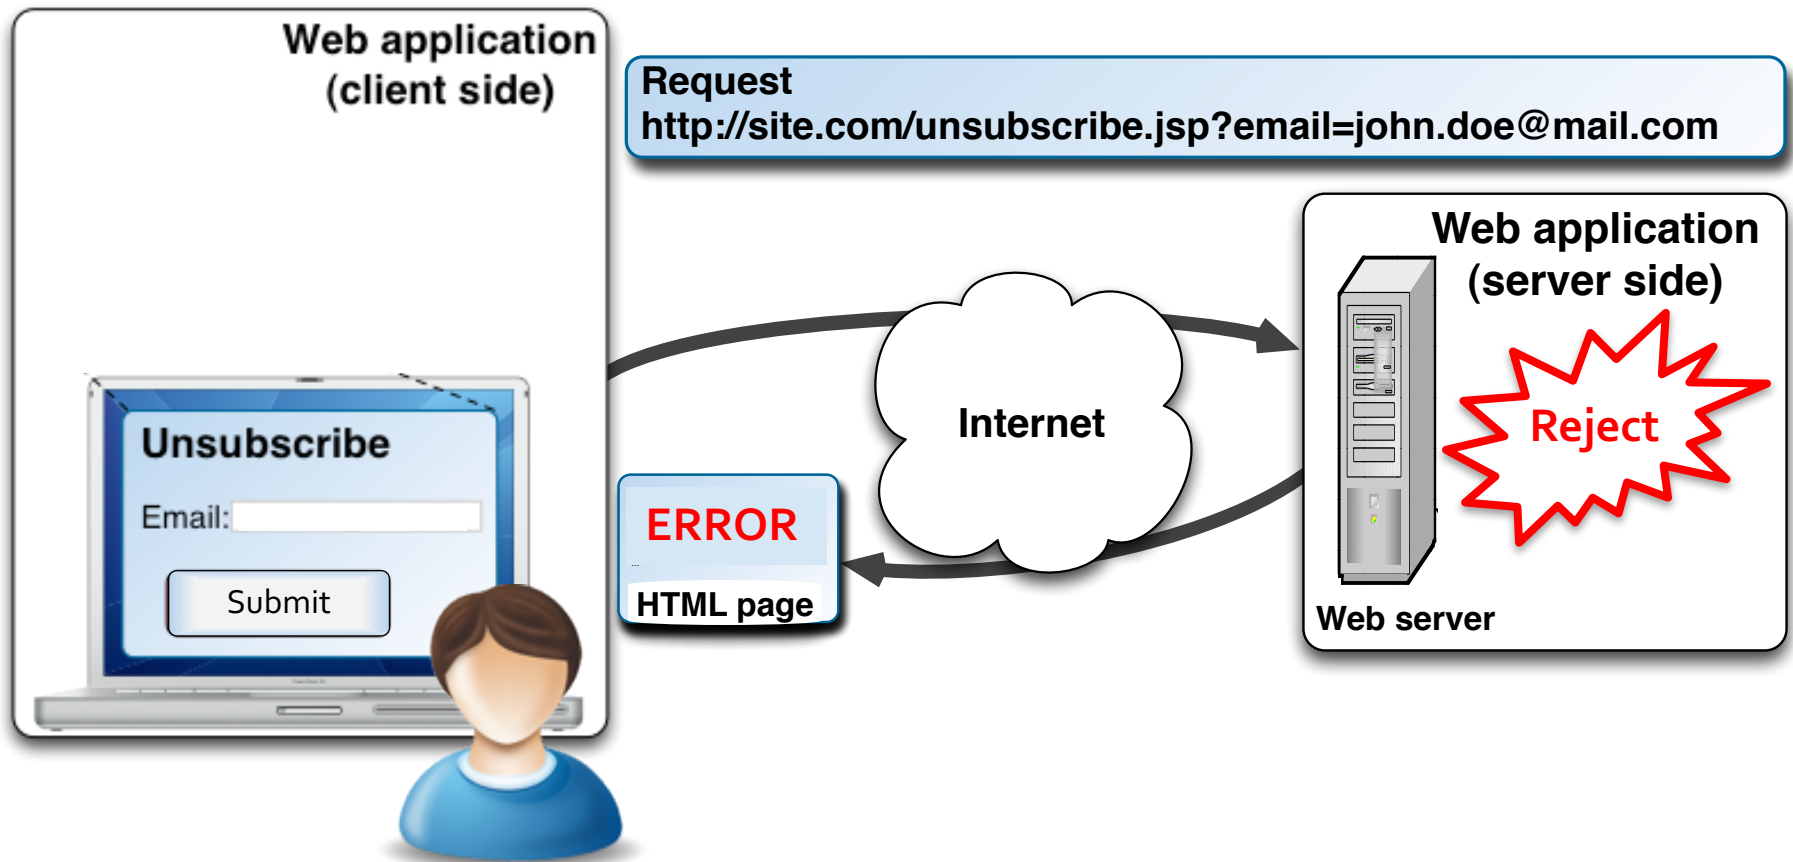 Web application
(client side)
Request
http://site.com/unsubscribe.jsp?email=john.doe@mail.com
Web application
(server side)
Reject
Web server
Internet
Unsubscribe
Email:
Submit
ERROR
...
HTML page